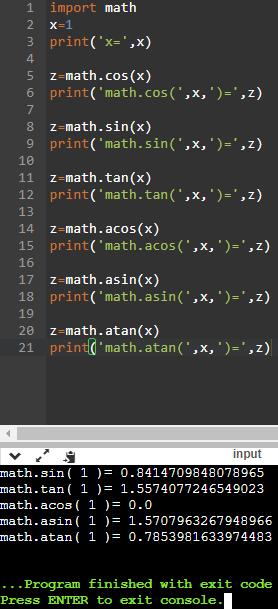 1 import math
2 x=1
3 print('x=',x)
4
5 z=math.cos(x)
6 print('math.cos(',x,')=',z)
7
8 z=math.sin(x)
9 print('math.sin(',x,')=',z)
10
11 z=math.tan(x)
12 print('math.tan(',x,')=',z)
13
14 z=math.acos(x)
15 print('math.acos(',x,')=',z)
16
17 z=math.asin(x)
18 print('math.asin(',x,')=',z)
19
20 z=math.atan(x)
21 print('math.atan(',x,')=',z)
input
math.sin( 1 )= 0.8414709848078965
math.tan( 1 )= 1.5574077246549023
math.acos( 1 )= 0.0
math.asin( 1 )= 1.5707963267948966
math.atan( 1 )= 0.7853981633974483
...Program finished with exit code
Press ENTER to exit console.